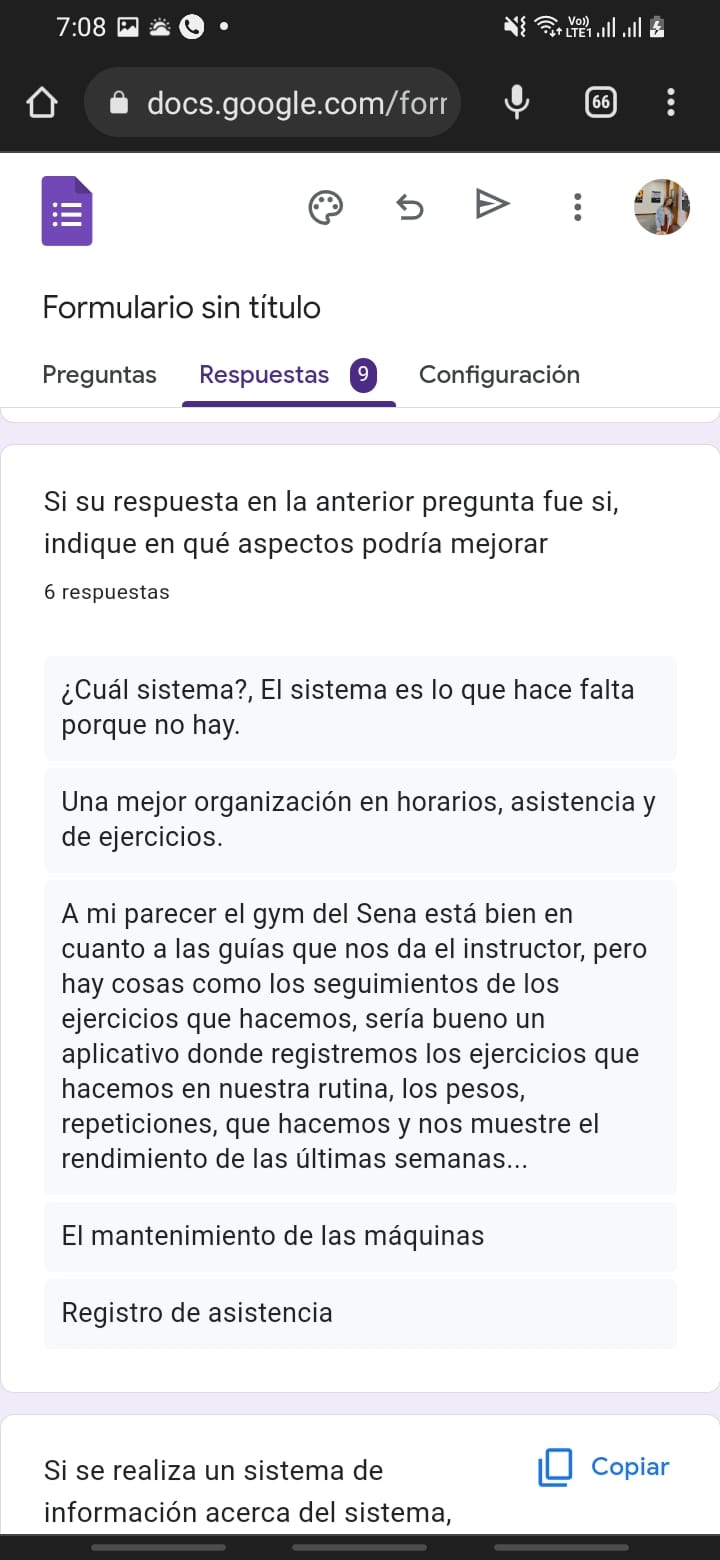 7:08
Vo))
LTE1
docs.google.com/forr
66
Formulario sin título
Preguntas Respuestas 9 Configuración
Si su respuesta en la anterior pregunta fue si,
indique en qué aspectos podría mejorar
6 respuestas
¿Cuál sistema?, El sistema es lo que hace falta
porque no hay.
Una mejor organización en horarios, asistencia y
de ejercicios.
A mi parecer el gym del Sena está bien en
cuanto a las guías que nos da el instructor, pero
hay cosas como los seguimientos de los
ejercicios que hacemos, sería bueno un
aplicativo donde registremos los ejercicios que
hacemos en nuestra rutina, los pesos,
repeticiones, que hacemos y nos muestre el
rendimiento de las últimas semanas...
El mantenimiento de las máquinas
Registro de asistencia
Si se realiza un sistema de
información acerca del sistema,
Copiar